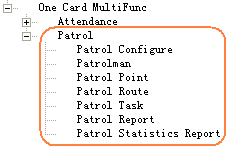 One Card MultiFunc
Attendance
Patrol
Patrol Configure
Patrolman
Patrol Point
Patrol Route
Patrol Task
Patrol Report
Patrol Statistics Report